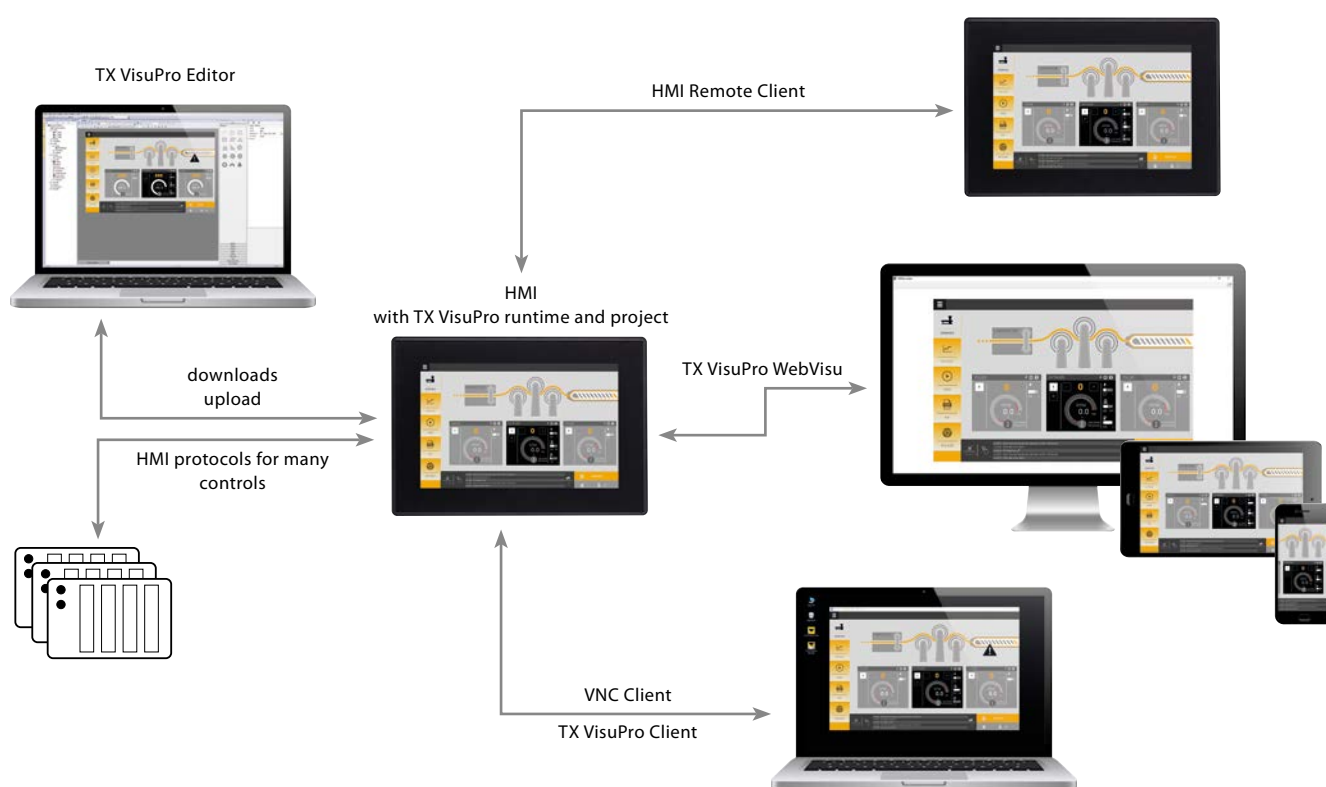 TX VisuPro Editor
HMI Remote Client
HMI
with TX VisuPro runtime and project
downloads
upload
TX VisuPro WebVisu
HMI protocols for many
controls
VNC Client
TX VisuPro Client